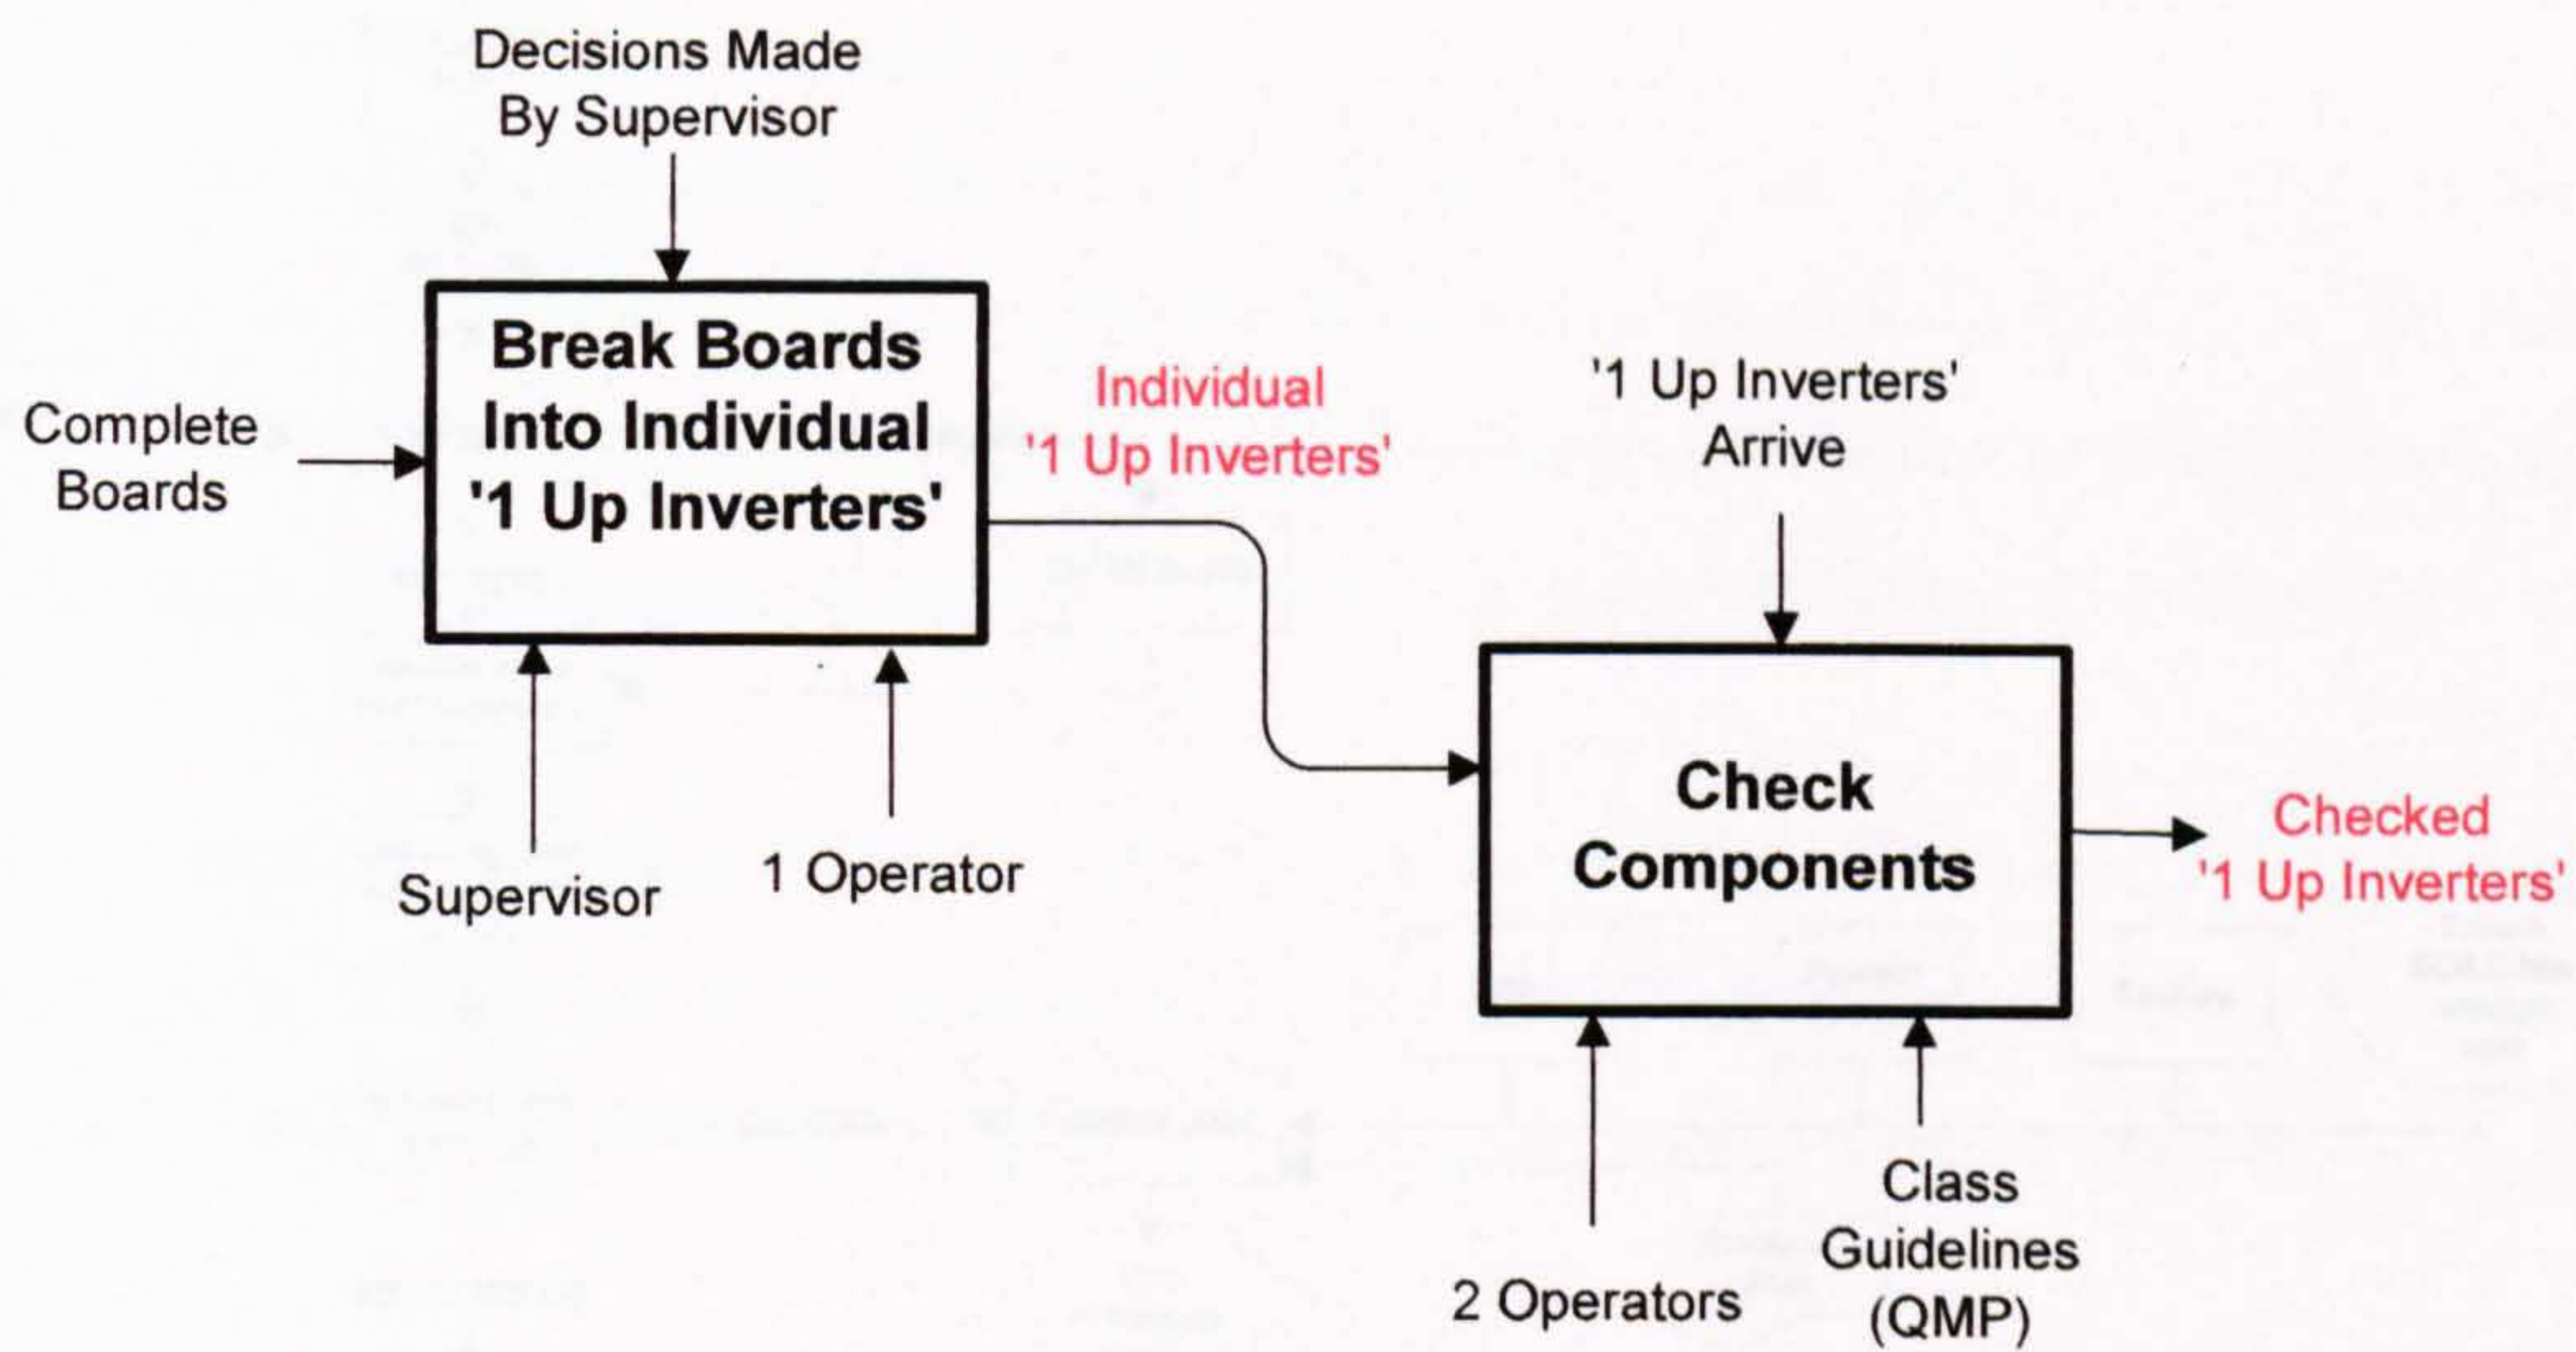 Decisions Made
By Supervisor
Break Boards
Into Individual
'1 Up Inverters'
Complete
Boards
Individual
'1 Up Inverters'
'1 Up Inverters'
Arrive
Supervisor
1 Operator
Check
Components
Checked
'1 Up Inverters'
2 Operators
Class
Guidelines
(QMP)